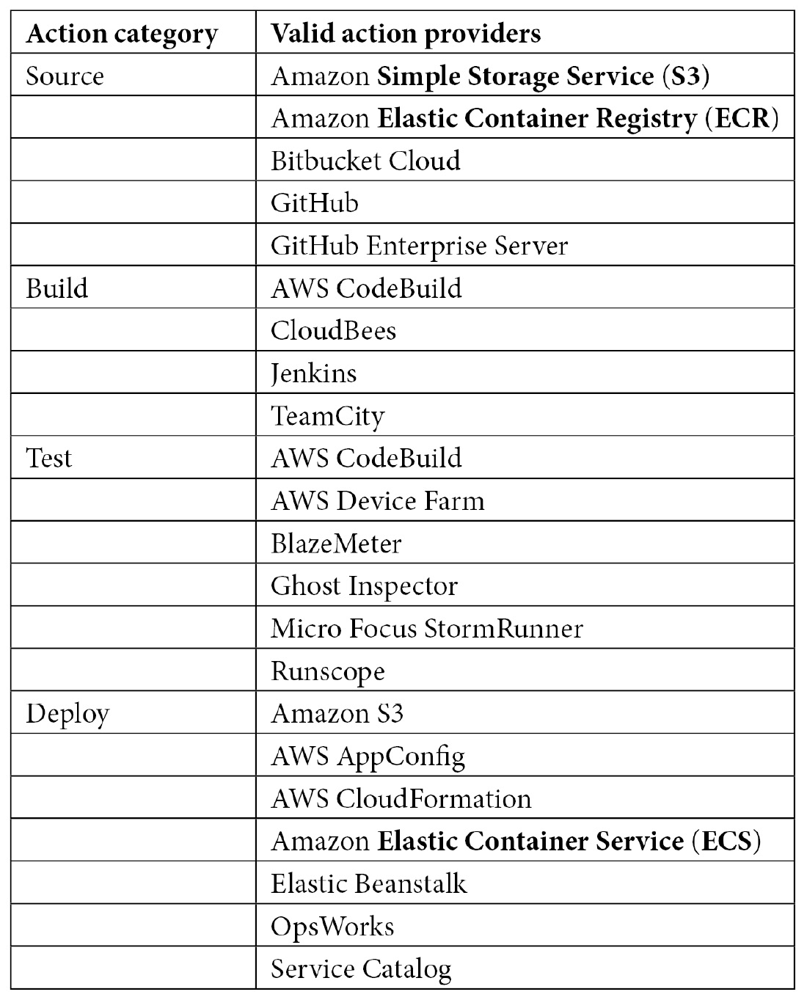 Action category Valid action providers
Source Amazon Simple Storage Service (S3)
Amazon Elastic Container Registry (ECR)
Bitbucket Cloud
GitHub
GitHub Enterprise Server
Build AWS CodeBuild
CloudBees
Jenkins
TeamCity
Test AWS CodeBuild
AWS Device Farm
BlazeMeter
Ghost Inspector
Micro Focus StormRunner
Runscope
Deploy Amazon S3
AWS AppConfig
AWS CloudFormation
Amazon Elastic Container Service (ECS)
Elastic Beanstalk
OpsWorks
Service Catalog